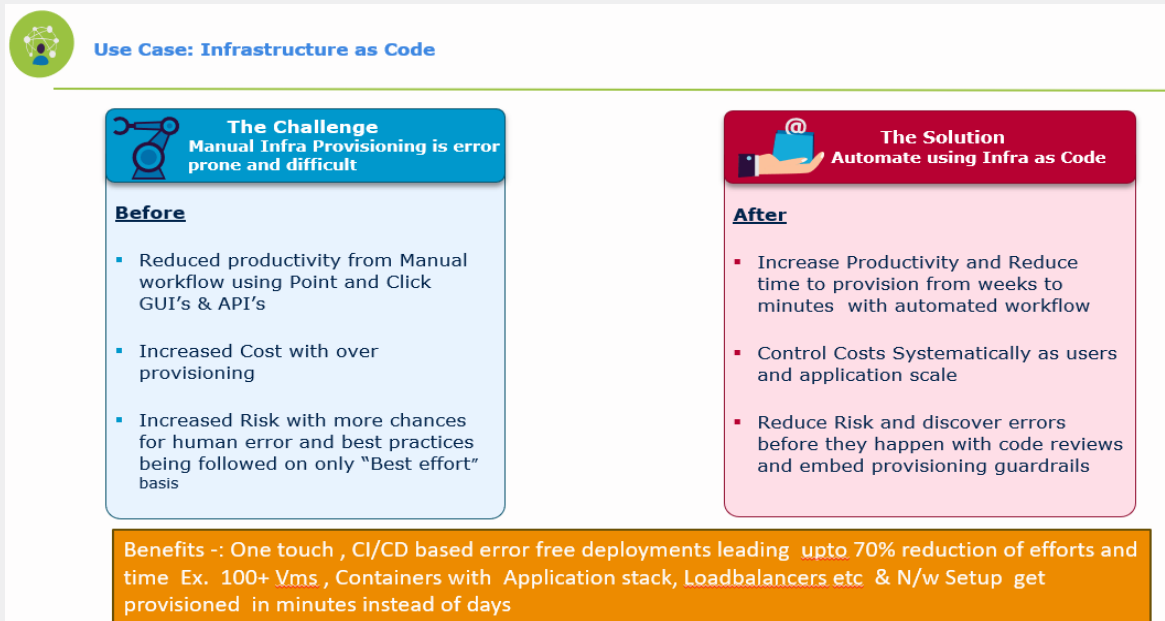 Use Case: Infrastructure as Code
The Challenge
Manual Infra Provisioning is error
prone and difficult
Before
▪ Reduced productivity from Manual
workflow using Point and Click
GUI’s & API’s
▪ Increased Cost with over
provisioning
▪ Increased Risk with more chances
for human error and best practices
being followed on only “Best effort”
basis
@
The Solution
Automate using Infra as Code
After
▪ Increase Productivity and Reduce
time to provision from weeks to
minutes with automated workflow
▪ Control Costs Systematically as users
and application scale
▪ Reduce Risk and discover errors
before they happen with code reviews
and embed provisioning guardrails
Benefits -: One touch , CI/CD based error free deployments leading upto 70% reduction of efforts and
time Ex. 100+ Vms , Containers with Application stack, Loadbalancers etc & N/w Setup get
provisioned in minutes instead of days